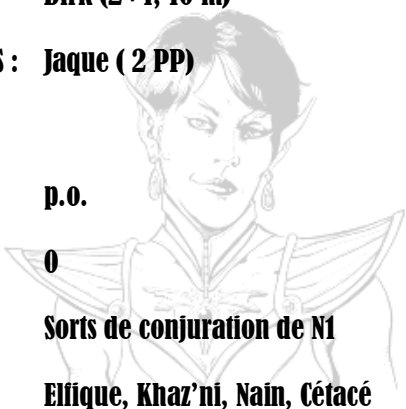 S : Jaque ( 2 PP)
p.o.
0
Sorts de conjuration de N1
Elfique, Khaz’ni, Nain, Cétacé